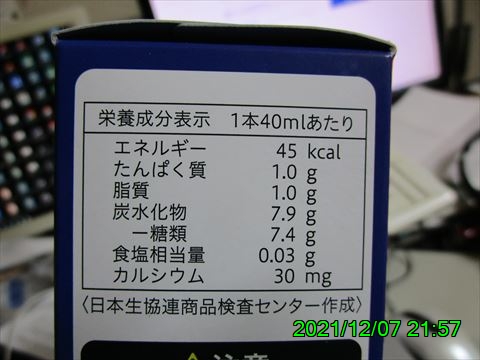 栄養成分表示 1本40mlあたり
エネルギー 45 kcal
たんぱく質 1.0 g
脂質 1.0 g
炭水化物 7.9 g
ー糖類 7.4 g
食塩相当量 0.03 g
カルシウム 30 mg
〈日本生協連商品検査センター作成〉
注意
2021/12/07 21:57